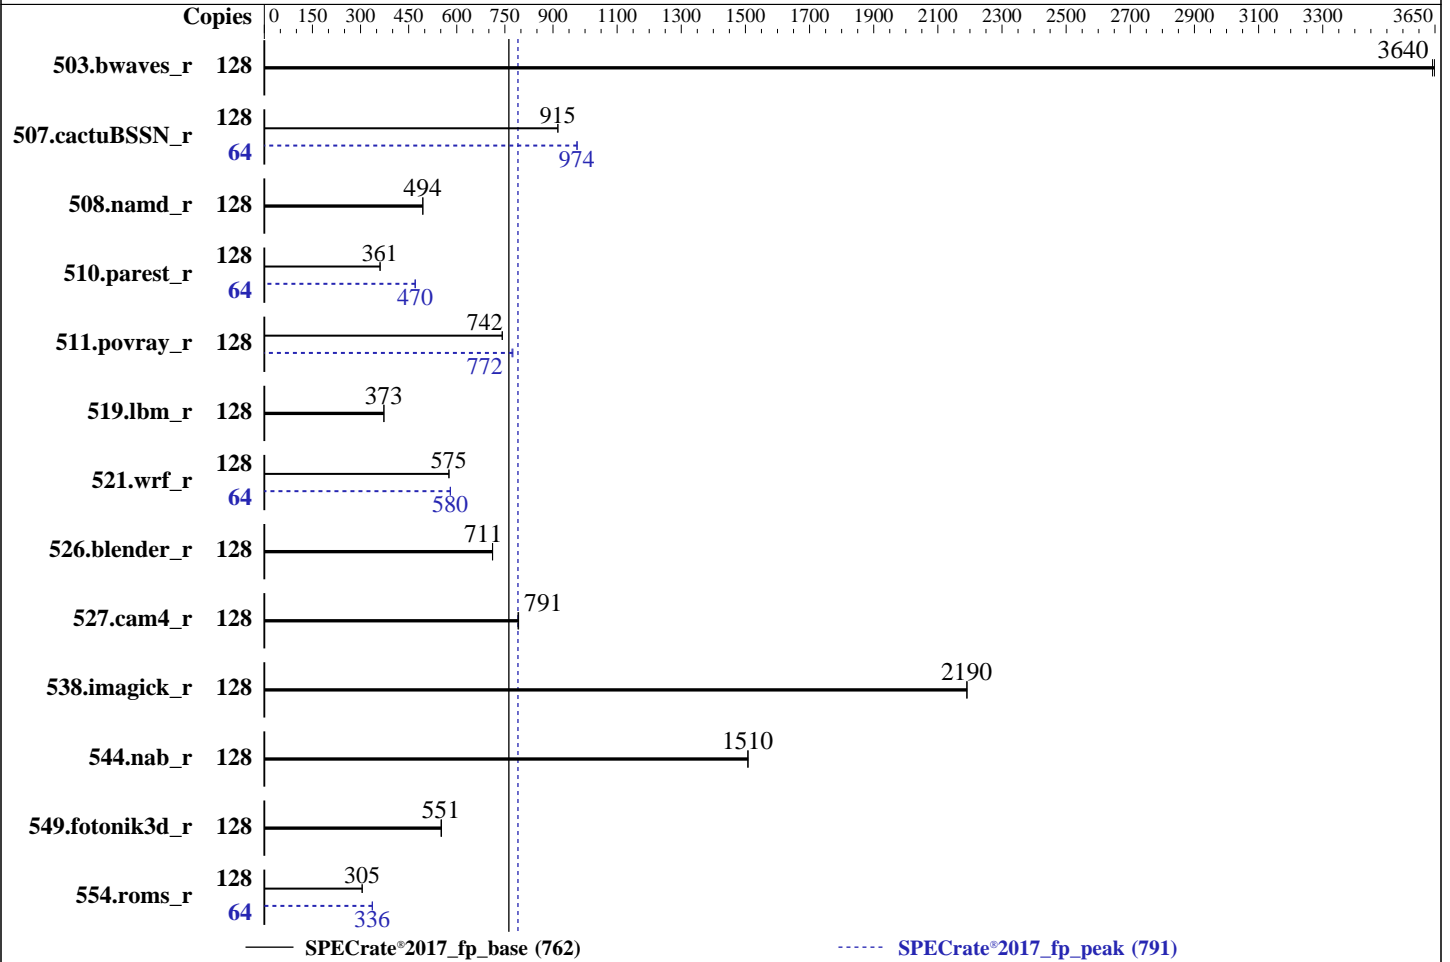 Copies 0 150 300 450 600 750 900 1100 1300 1500 1700 1900 2100 2300 2500 2700 2900 3100 3300 3650
503.bwaves_r 128 3640
507.cactuBSSN_r 128 915
64 974
508.namd_r 128 494
510.parest_r 128 361
64 470
511.povray_r 128 742
772
519.lbm_r 128 373
521.wrf_r 128 575
64 580
526.blender_r 128 711
527.cam4_r 128 791
538.imagick_r 128 2190
544.nab_r 128 1510
549.fotonik3d_r 128 551
554.roms_r 128 305
64 336
SPECrate®2017_fp_base (762) SPECrate®2017_fp_peak (791)